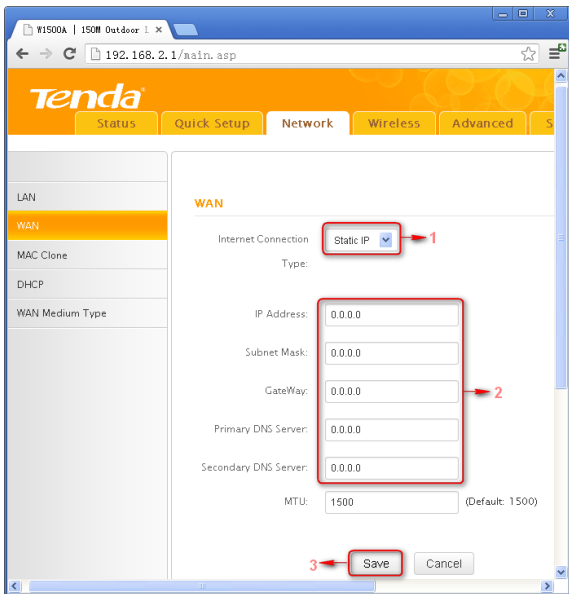 W1500A | 150M Outdoor
192.168.2.1/main.asp
Tenda
Status Quick Setup Network Wireless Advanced S
LAN
WAN
MAC Clone
DHCP
WAN Medium Type
WAN
Internet Connection
Type:
Static IP
1
IP Address: 0.0.0.0
Subnet Mask: 0.0.0.0
GateWay: 0.0.0.0
2
Primary DNS Server: 0.0.0.0
Secondary DNS Server: 0.0.0.0
MTU: 1500 (Default: 1500)
3 Save Cancel